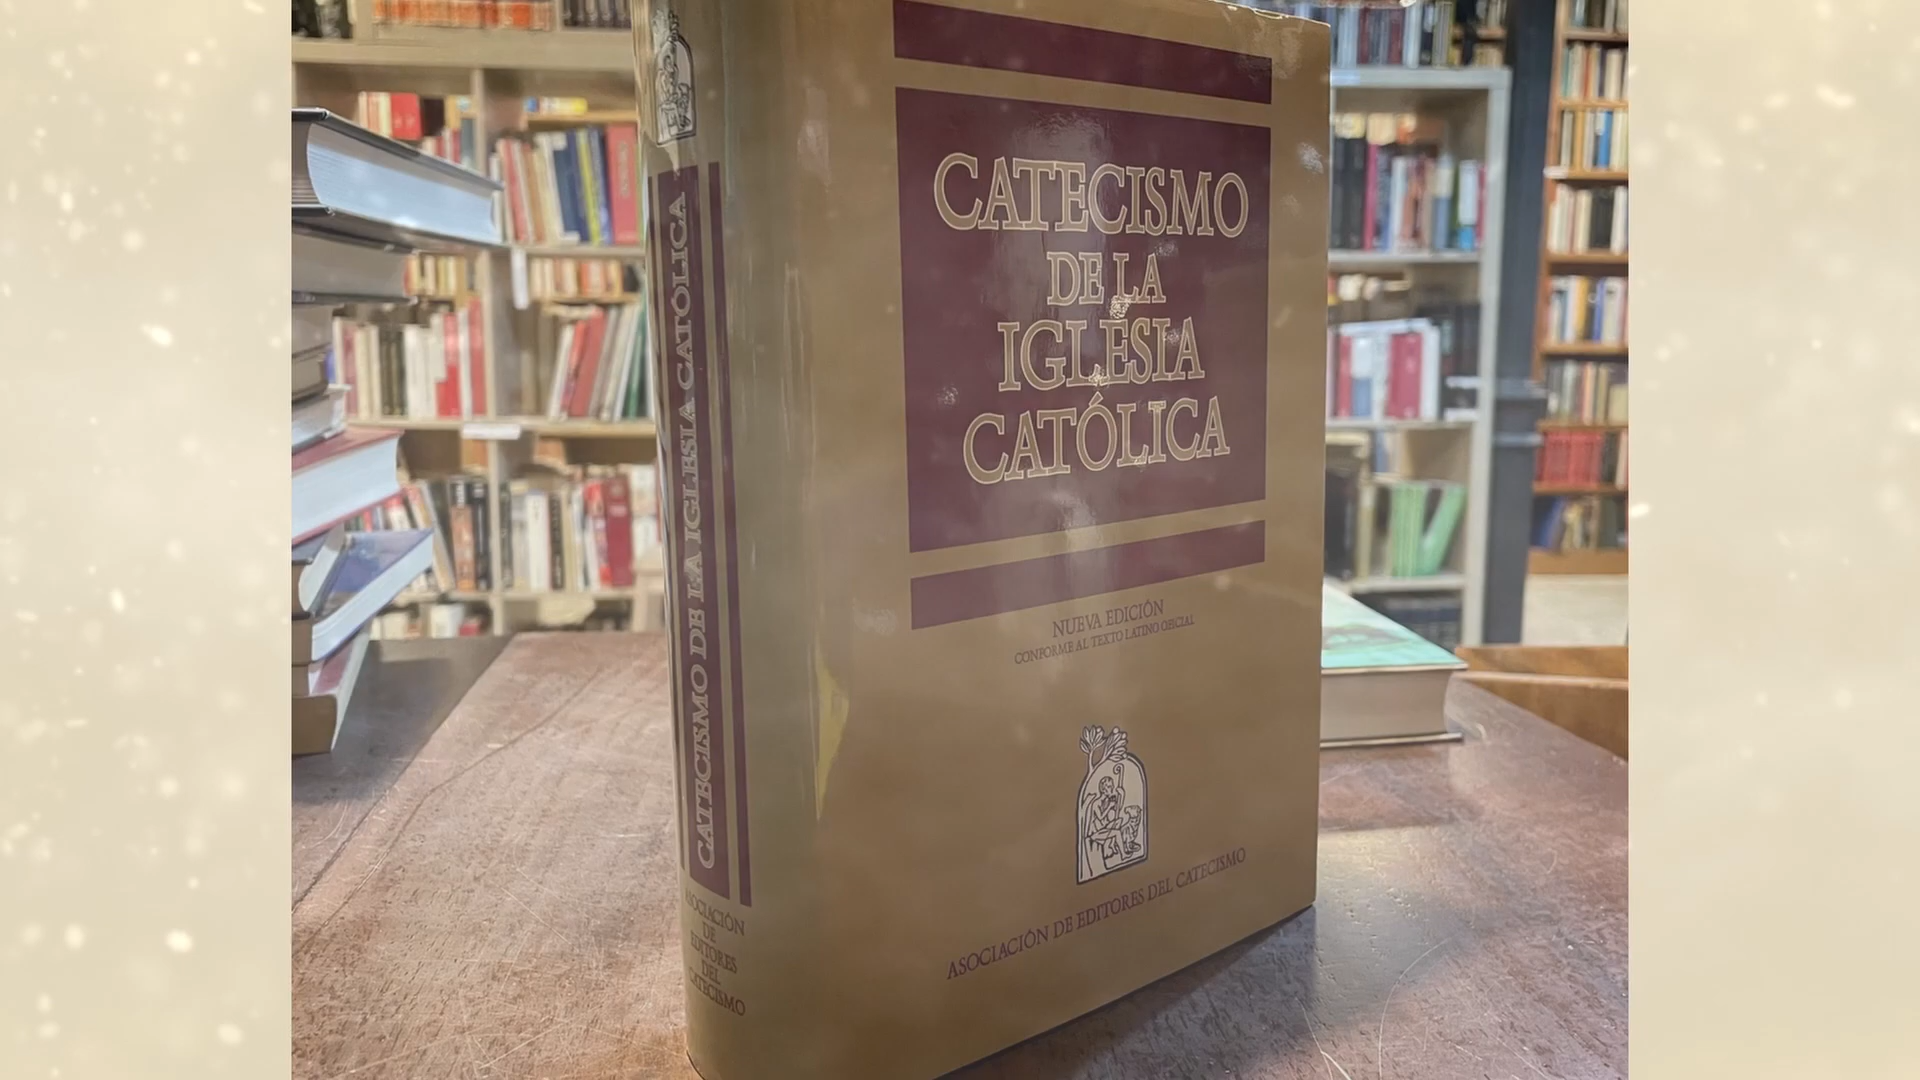 CATECISMO DE LA IGLESIA CATÓLICA
ASOCIACIÓN
DE
EDITORES
DEL
CATECISMO
CATECISMO
DE LA
IGLESIA
CATÓLICA
NUEVA EDICIÓN
CONFORME AL TEXTO LATINO OFICIAL
ASOCIACIÓN DE EDITORES DEL CATECISMO